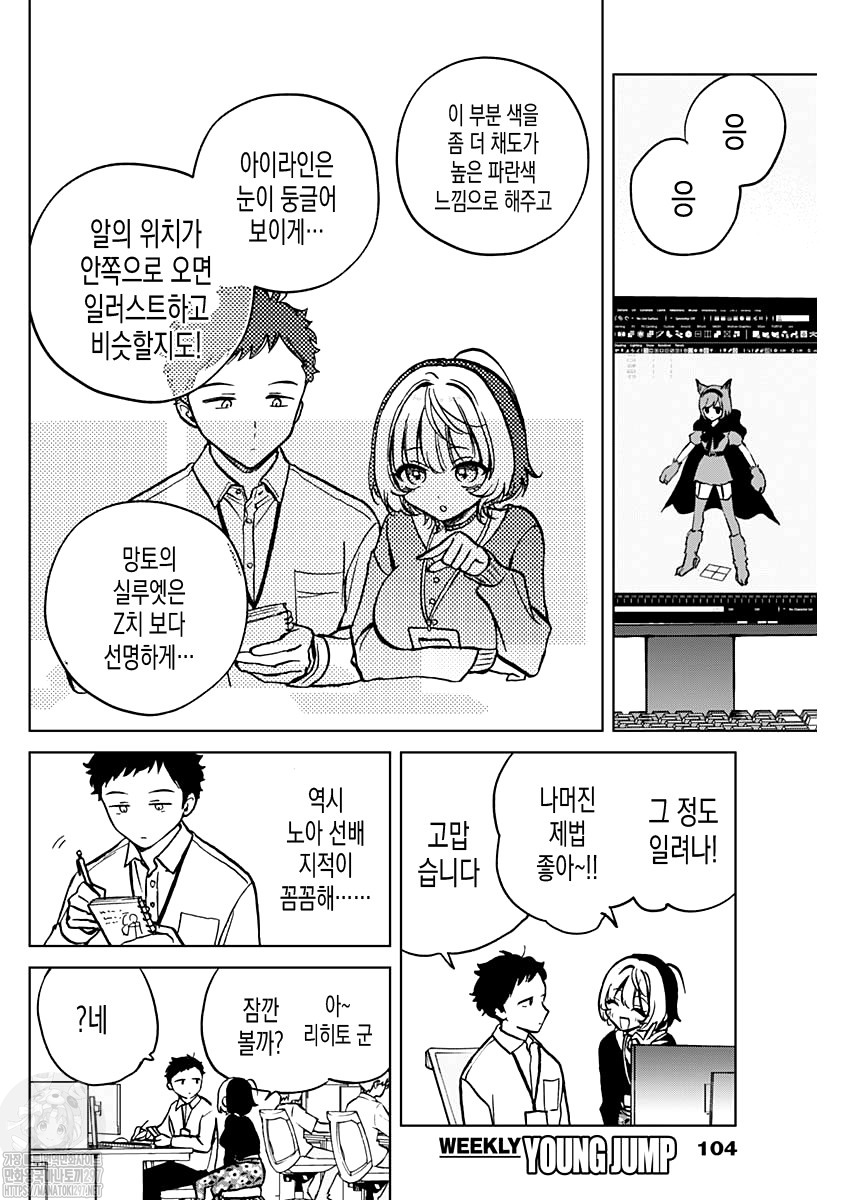 응
응
이 부분 색을
좀 더 채도가
높은 파란색
느낌으로 해주고
아이라인은
눈이 둥글어
보이게…
알의 위치가
안쪽으로 오면
일러스트하고
비슷할지도!
망토의
실루엣은
Z치 보다
선명하게…
그 정도
일려나!
나머진
제법
좋아~!!
고맙
습니다
역시
노아 선배
지적이
꼼꼼해……
아~
리히토 군
잠깐
볼까?
?네
WEEKLY YOUNG JUMP 104
HTTPS://MANATOKI297.NET